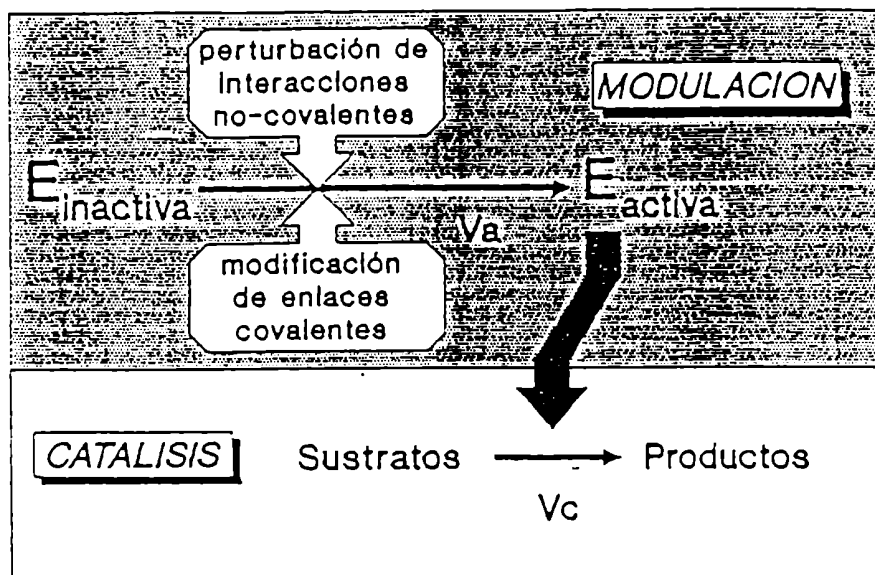 perturbación de
interacciones
no-covalentes
MODULACION
E inactiva
E activa
Va
modificación
de enlaces
covalentes
CATALISIS
Sustratos
Productos
Vc